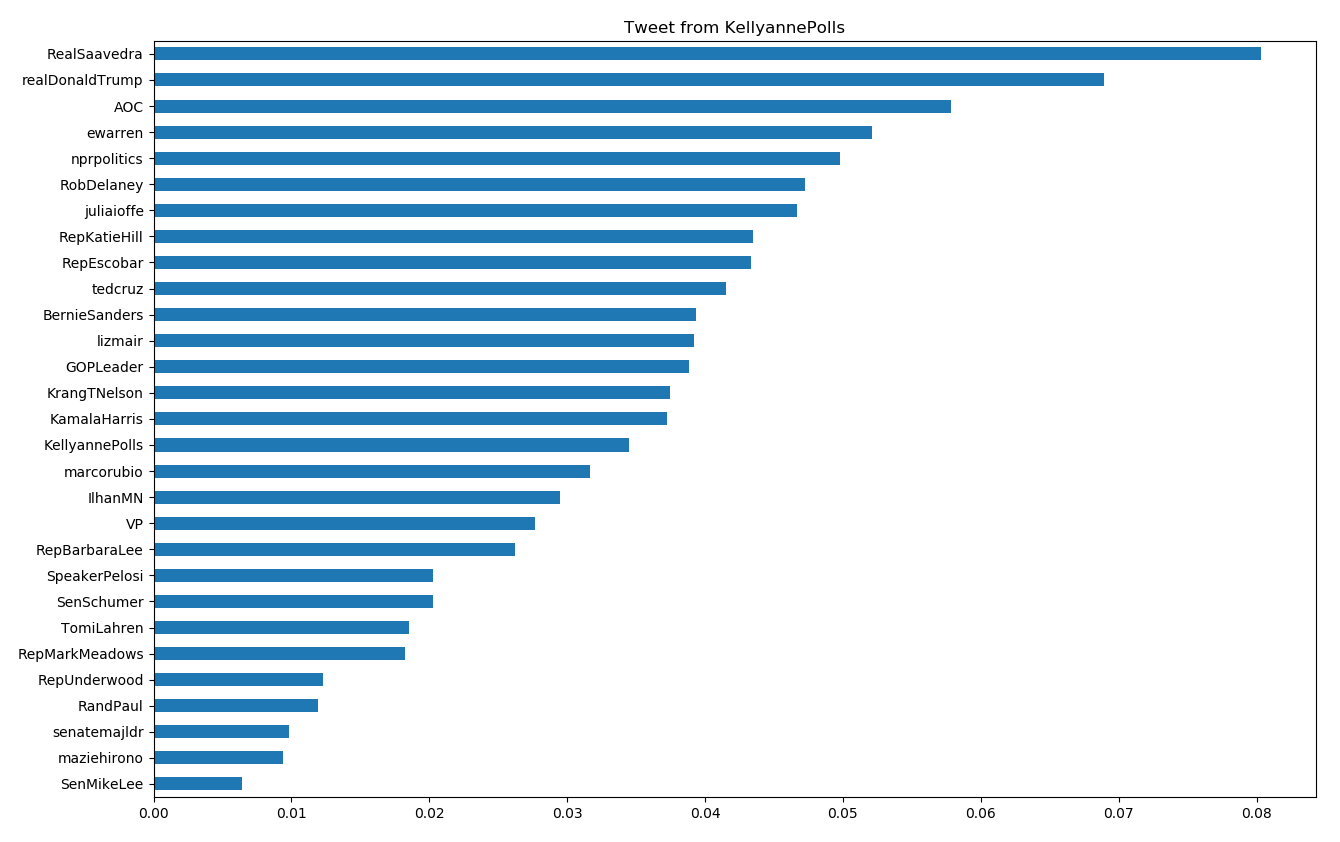 Tweet from KellyannePolls
RealSaavedra
realDonaldTrump
AOC
ewarren
nprpolitics
RobDelaney
juliaioffe
RepKatieHill
RepEscobar
tedcruz
BernieSanders
lizmair
GOPLeader
KrangTNelson
KamalaHarris
KellyannePolls
marcorubio
IlhanMN
VP
RepBarbaraLee
SpeakerPelosi
SenSchumer
TomiLahren
RepMarkMeadows
RepUnderwood
RandPaul
senatemajldr
maziehirono
SenMikeLee
0.00 0.01 0.02 0.03 0.04 0.05 0.06 0.07 0.08